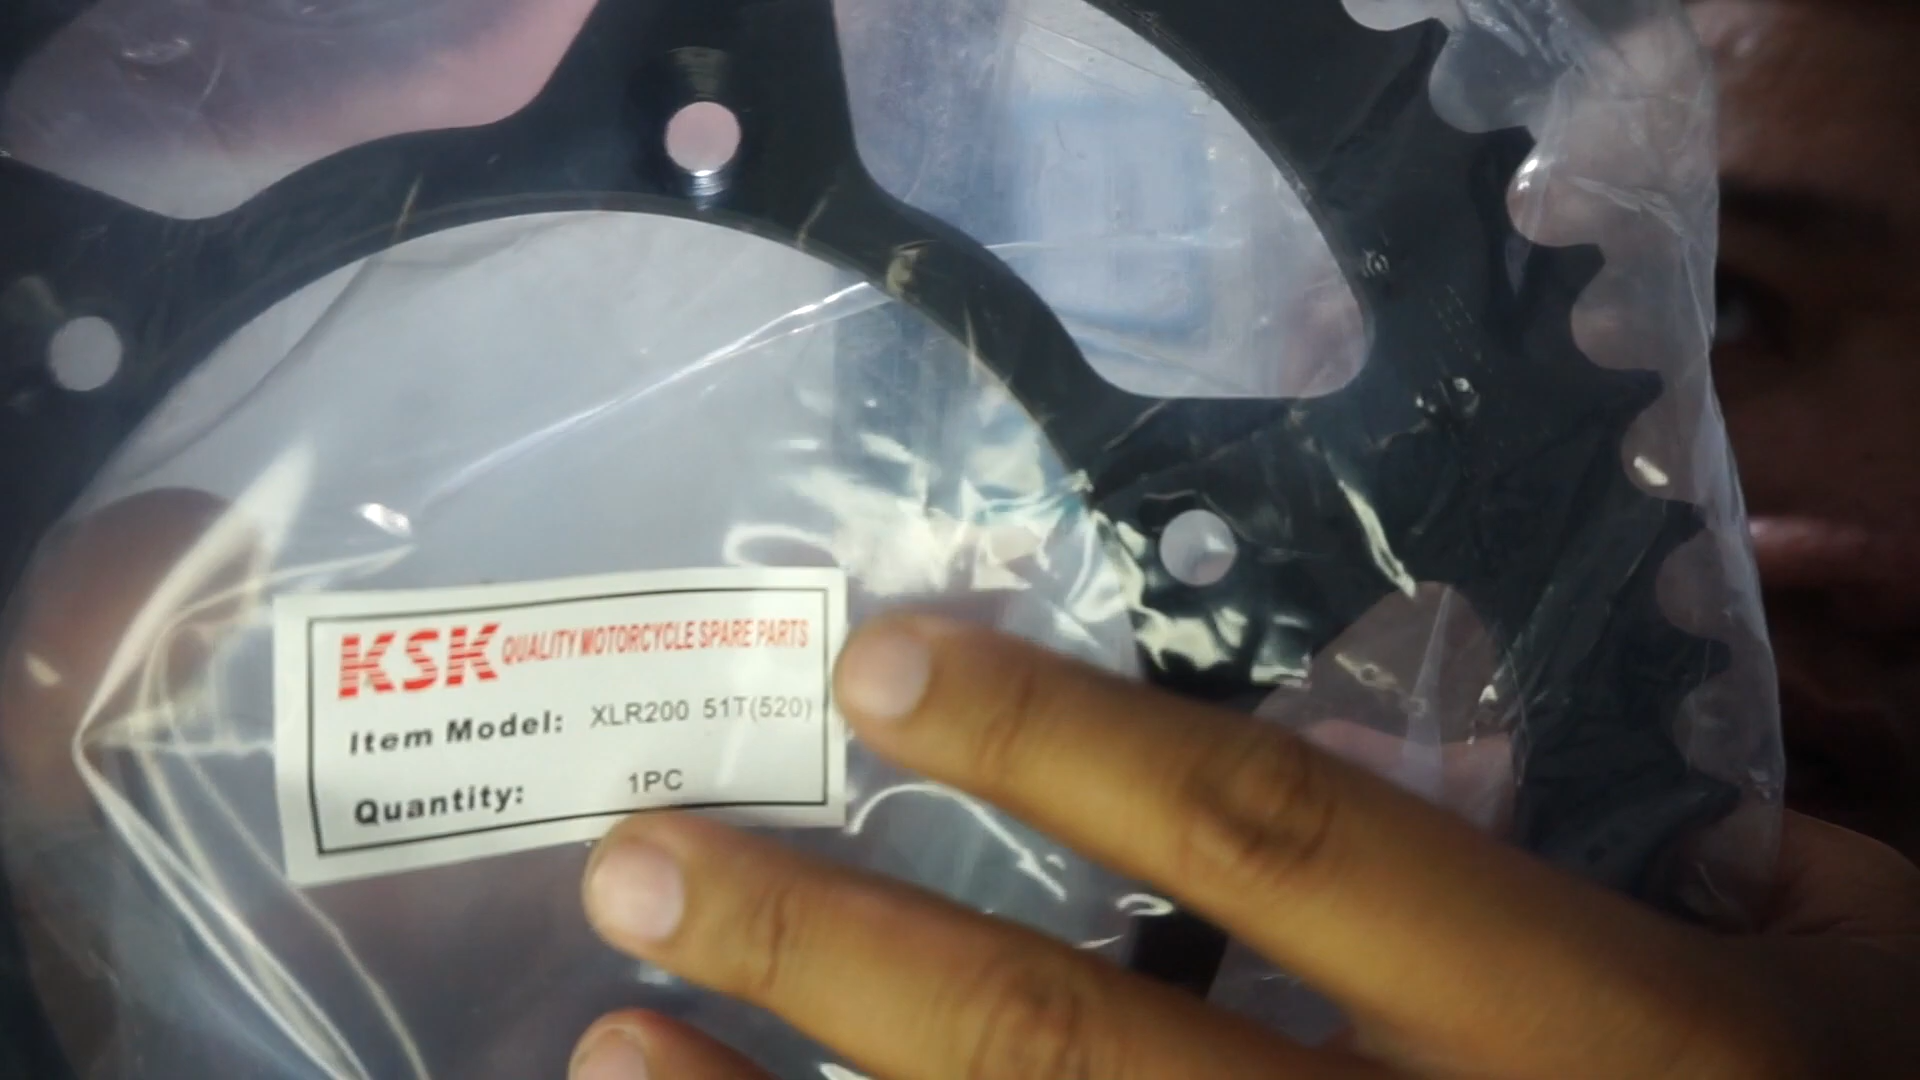 KSK QUALITY MOTORCYCLE SPARE PARTS
Item Model: XLR200 51T(520)
Quantity: 1PC